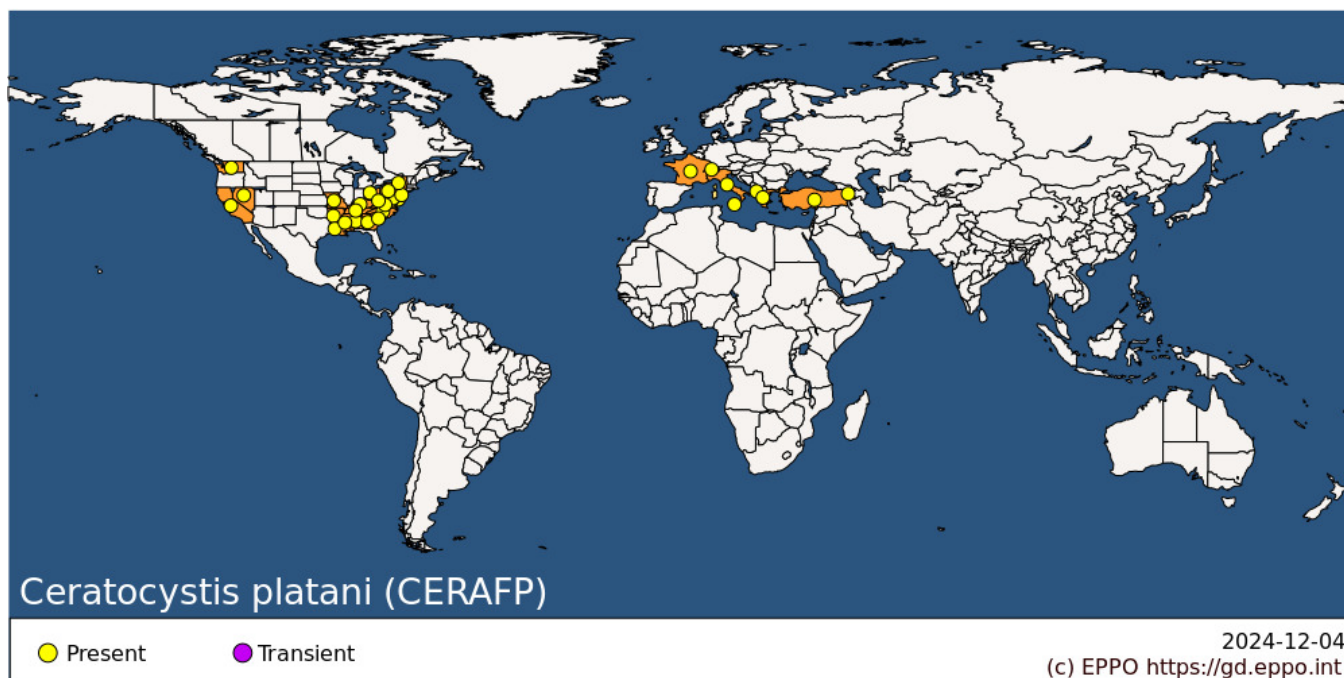 Ceratocystis platani (CERAFP)
Present
Transient
2024-12-04
(c) EPPO https://gd.eppo.int